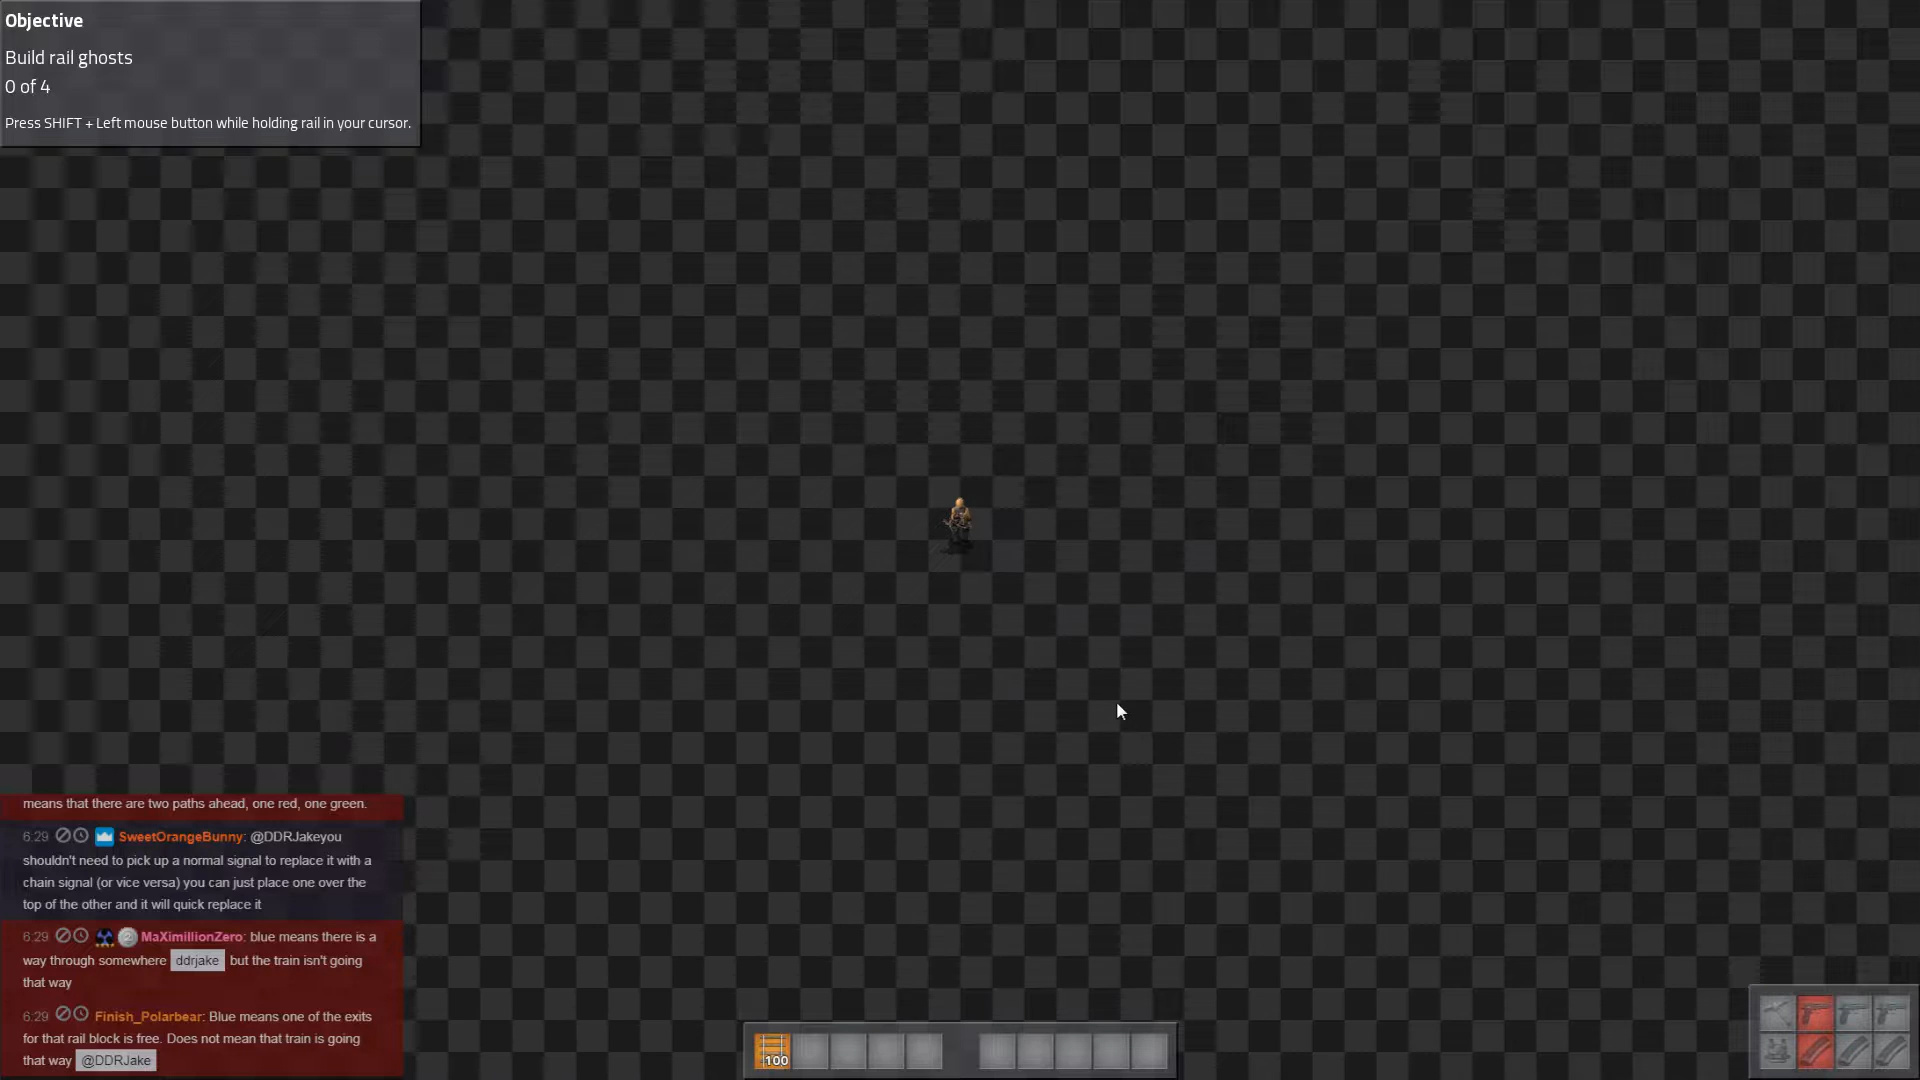 Objective
Build rail ghosts
0 of 4
Press SHIFT + Left mouse button while holding rail in your cursor.
means that there are two paths ahead, one red, one green.
6:29 SweetOrangeBunny: @DDRJakeyou
shouldn't need to pick up a normal signal to replace it with a
chain signal (or vice versa) you can just place one over the
top of the other and it will quick replace it
6:29 MaXimillionZero: blue means there is a
way through somewhere ddrjake but the train isn't going
that way
6:29 Finish_Polarbear: Blue means one of the exits
for that rail block is free. Does not mean that train is going
that way @DDRJake
100